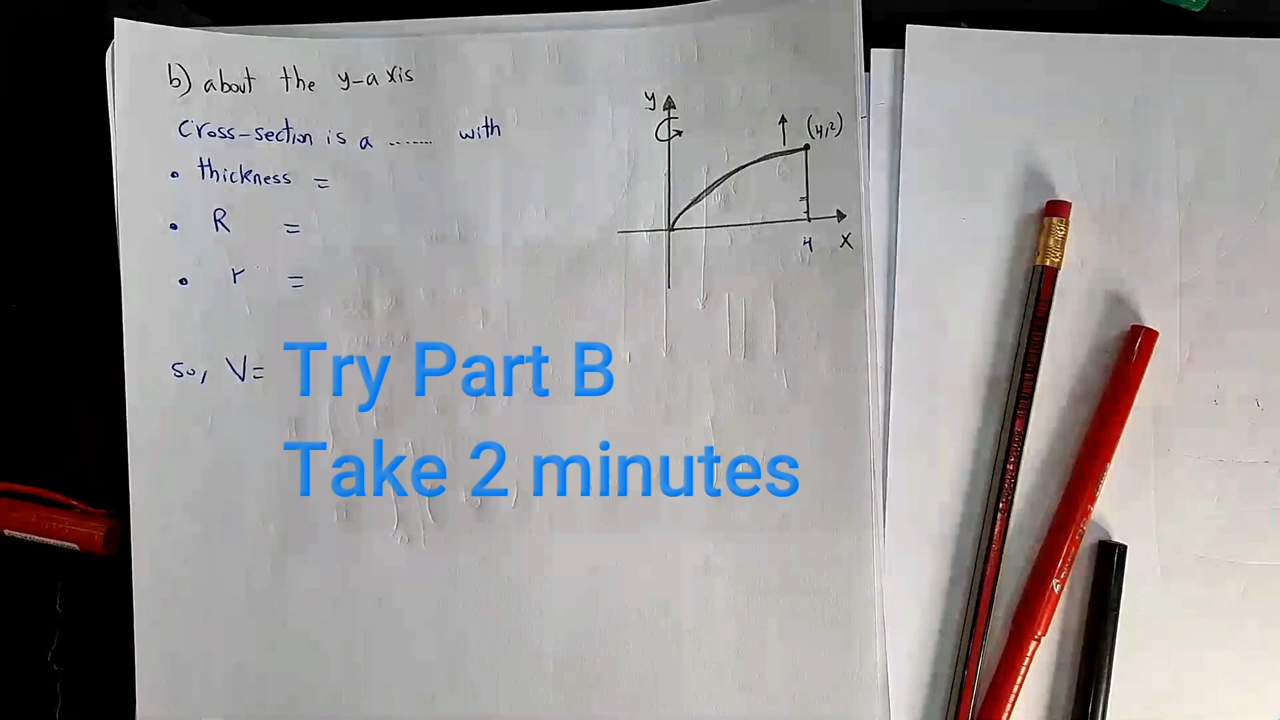 b) about the y-axis
Cross-section is a ....... with
• thickness =
• R =
• r =
so, V=
y
(4,2)
4
x
Try Part B
Take 2 minutes